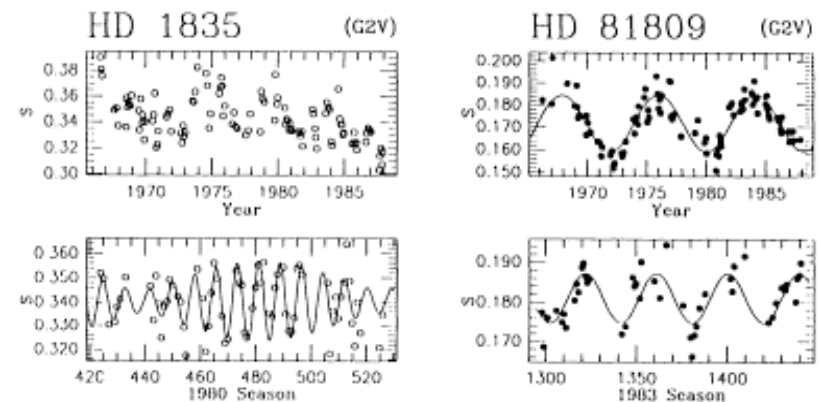 HD 1835 (G2V)
0.38
0.36
0.34
0.32
0.30
S
1970 1975 1980 1985
Year
0.360
0.350
0.340
0.330
0.320
S
420 440 460 480 500 520
1980 Season
HD 81809 (G2V)
0.200
0.190
0.180
0.170
0.160
0.150
S
1970 1975 1980 1985
Year
0.190
0.180
0.170
S
1300 1350 1400
1983 Season